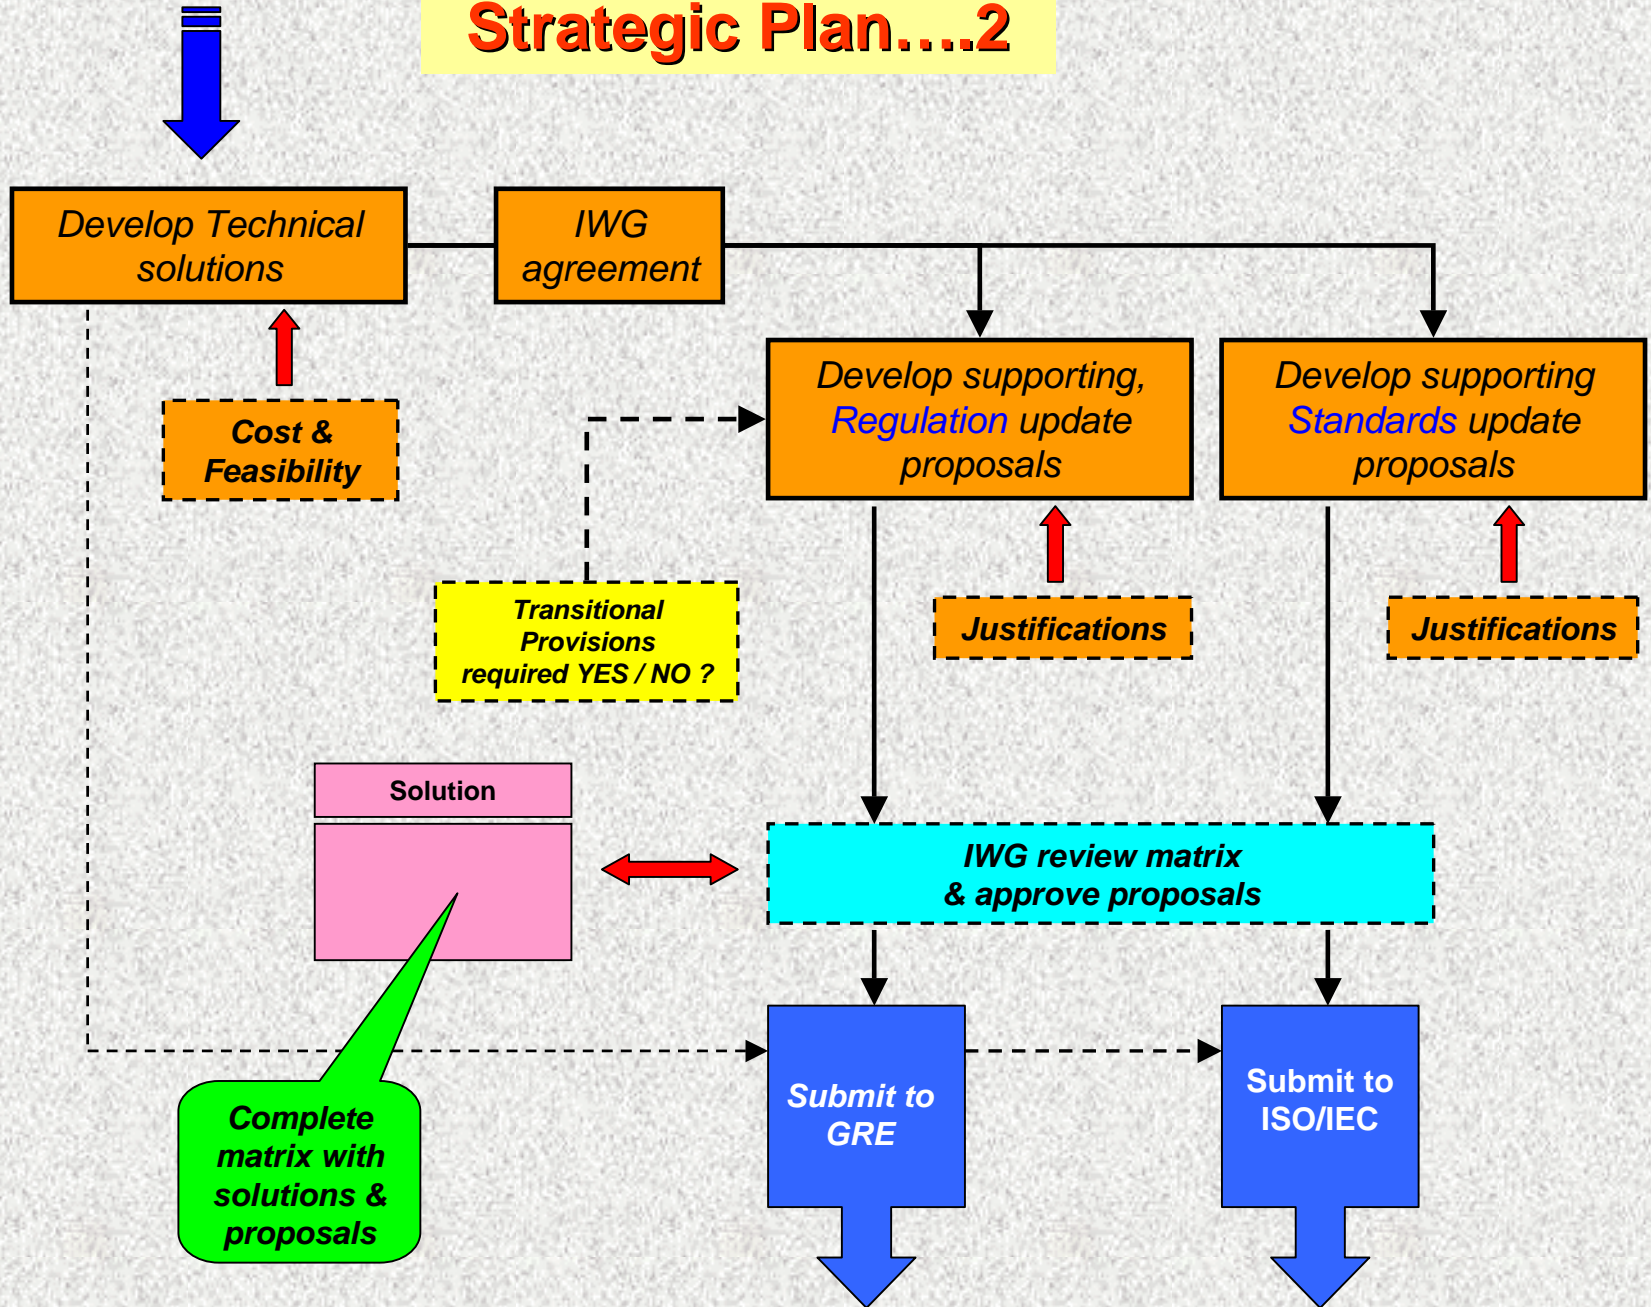 Strategic Plan....2
Develop Technical
solutions
IWG
agreement
Cost &
Feasibility
Develop supporting,
Regulation update
proposals
Develop supporting
Standards update
proposals
Transitional
Provisions
required YES / NO ?
Justifications
Justifications
Solution
IWG review matrix
& approve proposals
Complete
matrix with
solutions &
proposals
Submit to
GRE
Submit to
ISO/IEC